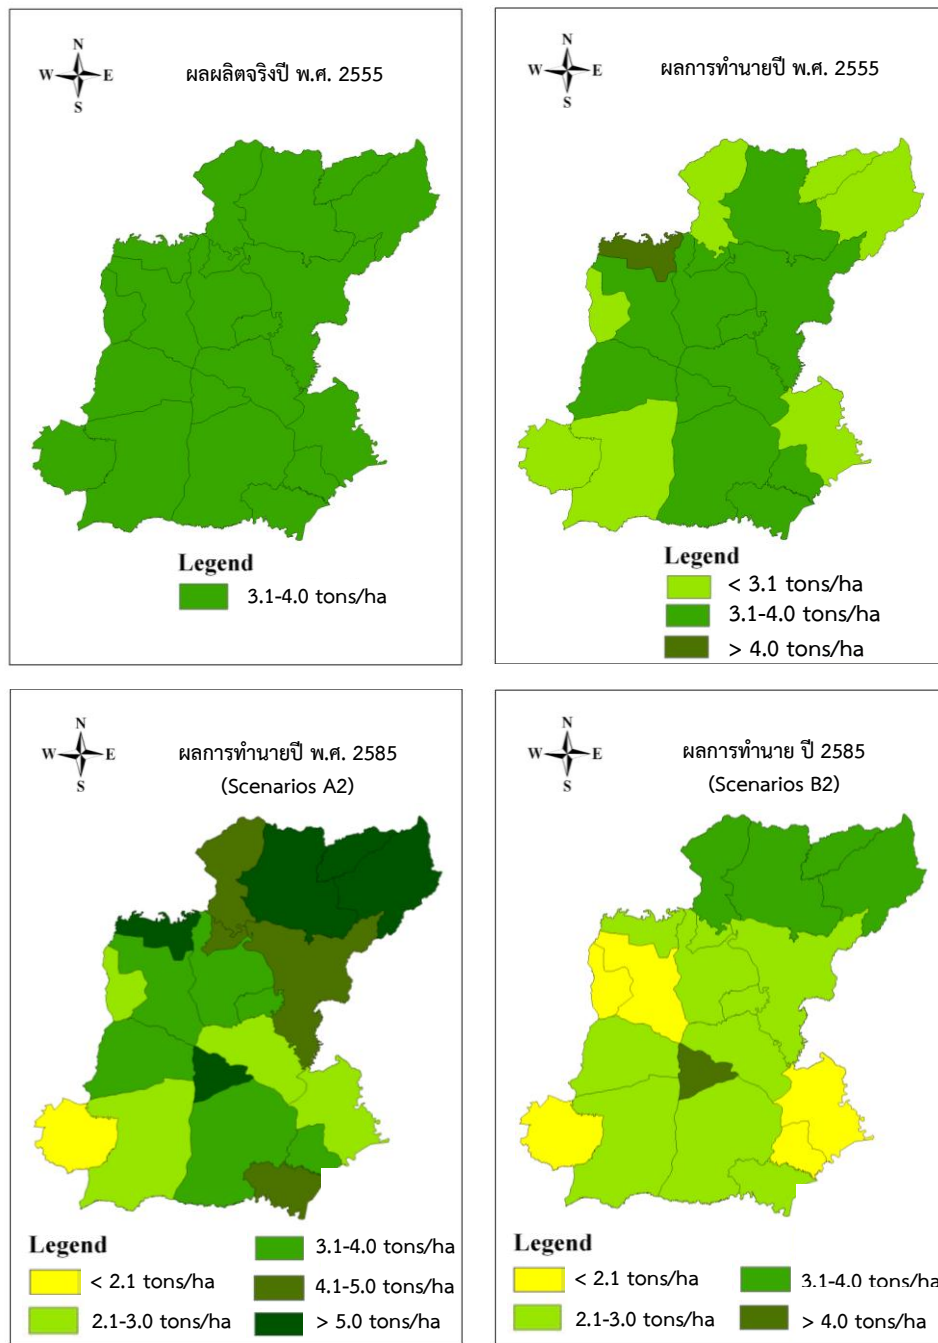 N
W E
S
ผลผลิตจริงปี พ.ศ. 2555
Legend
3.1-4.0 tons/ha
N
W E
S
ผลการทำนายปี พ.ศ. 2555
Legend
< 3.1 tons/ha
3.1-4.0 tons/ha
> 4.0 tons/ha
N
W E
S
ผลการทำนายปี พ.ศ. 2585
(Scenarios A2)
Legend
< 2.1 tons/ha
2.1-3.0 tons/ha
3.1-4.0 tons/ha
4.1-5.0 tons/ha
> 5.0 tons/ha
N
W E
S
ผลการทำนาย ปี 2585
(Scenarios B2)
Legend
< 2.1 tons/ha
2.1-3.0 tons/ha
3.1-4.0 tons/ha
> 4.0 tons/ha